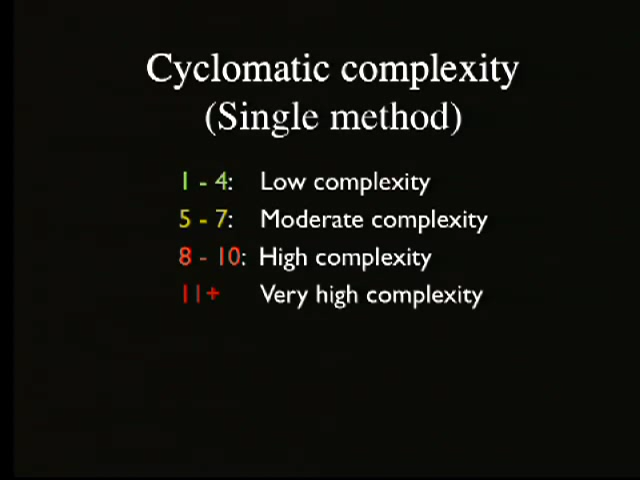 Cyclomatic complexity
(Single method)
1 - 4: Low complexity
5 - 7: Moderate complexity
8 - 10: High complexity
11+ Very high complexity